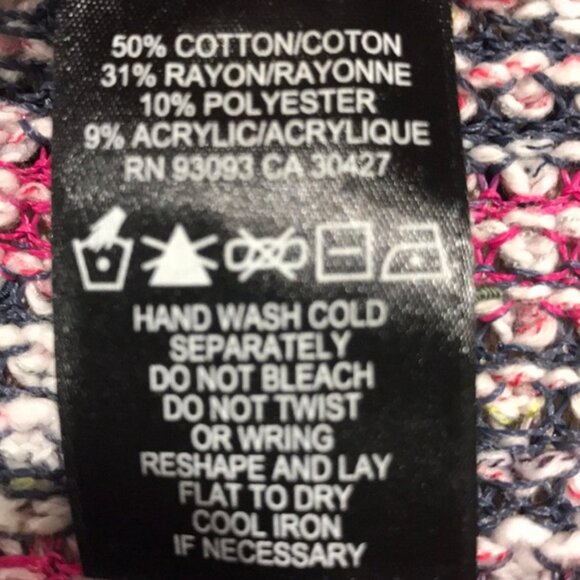 50% COTTON/COTON
31% RAYON/RAYONNE
10% POLYESTER
9% ACRYLIC/ACRYLIQUE
RN 93093 CA 30427
HAND WASH COLD
SEPARATELY
DO NOT BLEACH
DO NOT TWIST
OR WRING
RESHAPE AND LAY
FLAT TO DRY
COOL IRON
IF NECESSARY